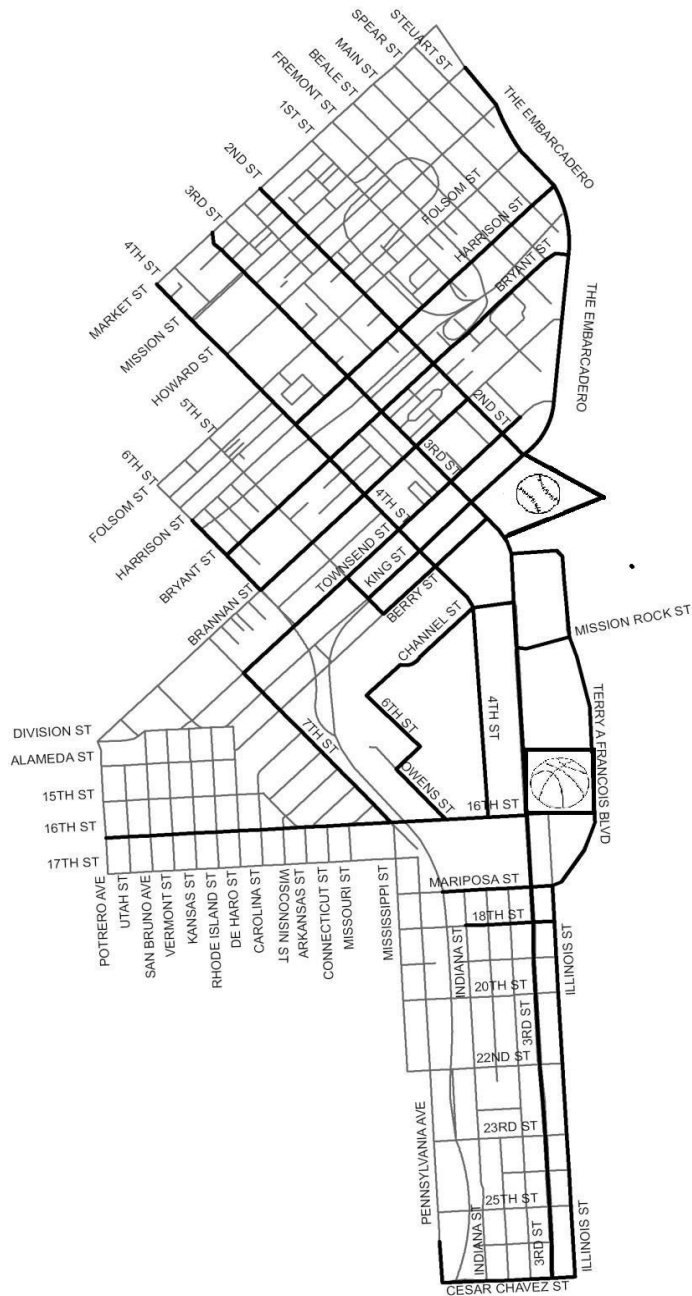 STEUART ST
SPEAR ST
MAIN ST
BEALE ST
FREMONT ST
1ST ST
2ND ST
3RD ST
4TH ST
MARKET ST
MISSION ST
HOWARD ST
5TH ST
6TH ST
FOLSOM ST
HARRISON ST
BRYANT ST
BRANNAN ST
THE EMBARCADERO
FOLSOM ST
HARRISON ST
BRYANT ST
THE EMBARCADERO
2ND ST
3RD ST
4TH ST
TOWNSEND ST
KING ST
BERRY ST
CHANNEL ST
MISSION ROCK ST
6TH ST
4TH ST
TERRY A FRANCOIS BLVD
7TH ST
OWENS ST
DIVISION ST
ALAMEDA ST
15TH ST
16TH ST
16TH ST
17TH ST
POTRERO AVE
UTAH ST
SAN BRUNO AVE
VERMONT ST
KANSAS ST
RHODE ISLAND ST
DE HARO ST
CAROLINA ST
WISCONSIN ST
ARKANSAS ST
CONNECTICUT ST
MISSOURI ST
MISSISSIPPI ST
MARIPOSA ST
18TH ST
INDIANA ST
20TH ST
ILLINOIS ST
3RD ST
22ND ST
PENNSYLVANIA AVE
23RD ST
25TH ST
INDIANA ST
3RD ST
ILLINOIS ST
CESAR CHAVEZ ST